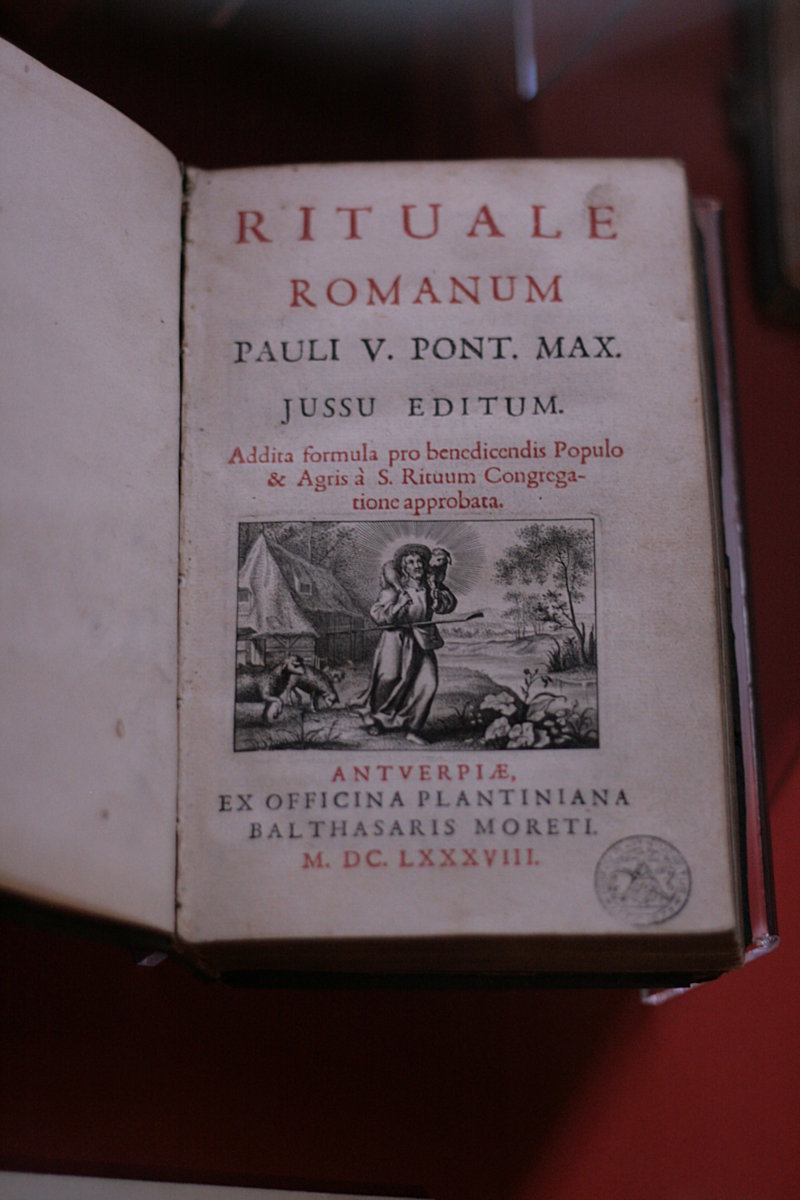 RITUALE
ROMANUM
PAULI V. PONT. MAX.
JUSSU EDITUM.
Addita formula pro benedicendis Populo
& Agris à S. Rituum Congrega-
tione approbata.
ANTVERPIÆ,
EX OFFICINA PLANTINIANA
BALTHASARIS MORETI.
M. DC. LXXXVIII.